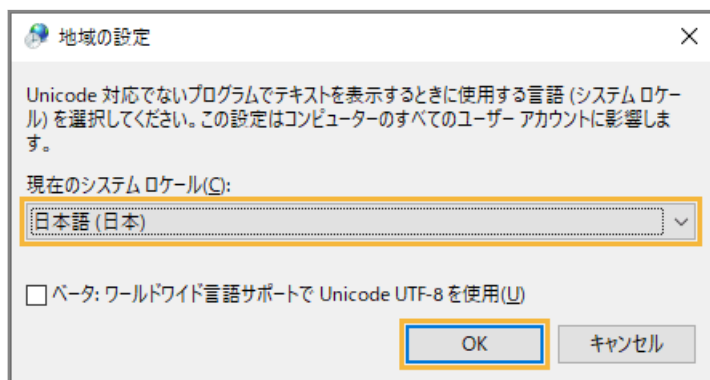 地域の設定
Unicode 対応でないプログラムでテキストを表示するときに使用する言語 (システム ロケー
ル) を選択してください。この設定はコンピューターのすべてのユーザー アカウントに影響しま
す。
現在のシステム ロケール(C):
日本語 (日本)
ベータ: ワールドワイド言語サポートで Unicode UTF-8 を使用(U)
OK
キャンセル